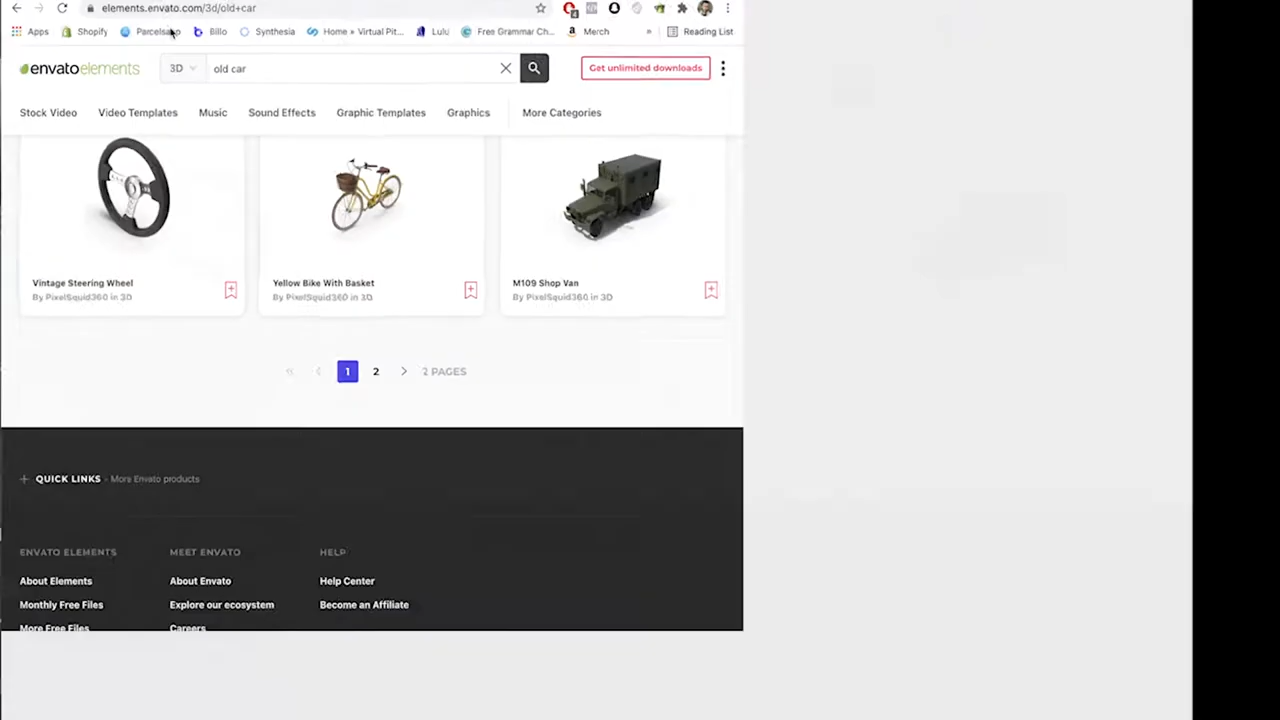 elements.envato.com/3d/old+car
4
Apps Shopify Parcelsapp Billo Synthesia Home » Virtual Pit... Lulu Free Grammar Ch... Merch » Reading List
envatoelements 3D old car Get unlimited downloads
Stock Video Video Templates Music Sound Effects Graphic Templates Graphics More Categories
Vintage Steering Wheel Yellow Bike With Basket M109 Shop Van
By PixelSquid360 in 3D By PixelSquid360 in 3D By PixelSquid360 in 3D
« ‹ 1 2 › 2 PAGES
+ QUICK LINKS - More Envato products
ENVATO ELEMENTS MEET ENVATO HELP
About Elements About Envato Help Center
Monthly Free Files Explore our ecosystem Become an Affiliate
More Free Files Careers